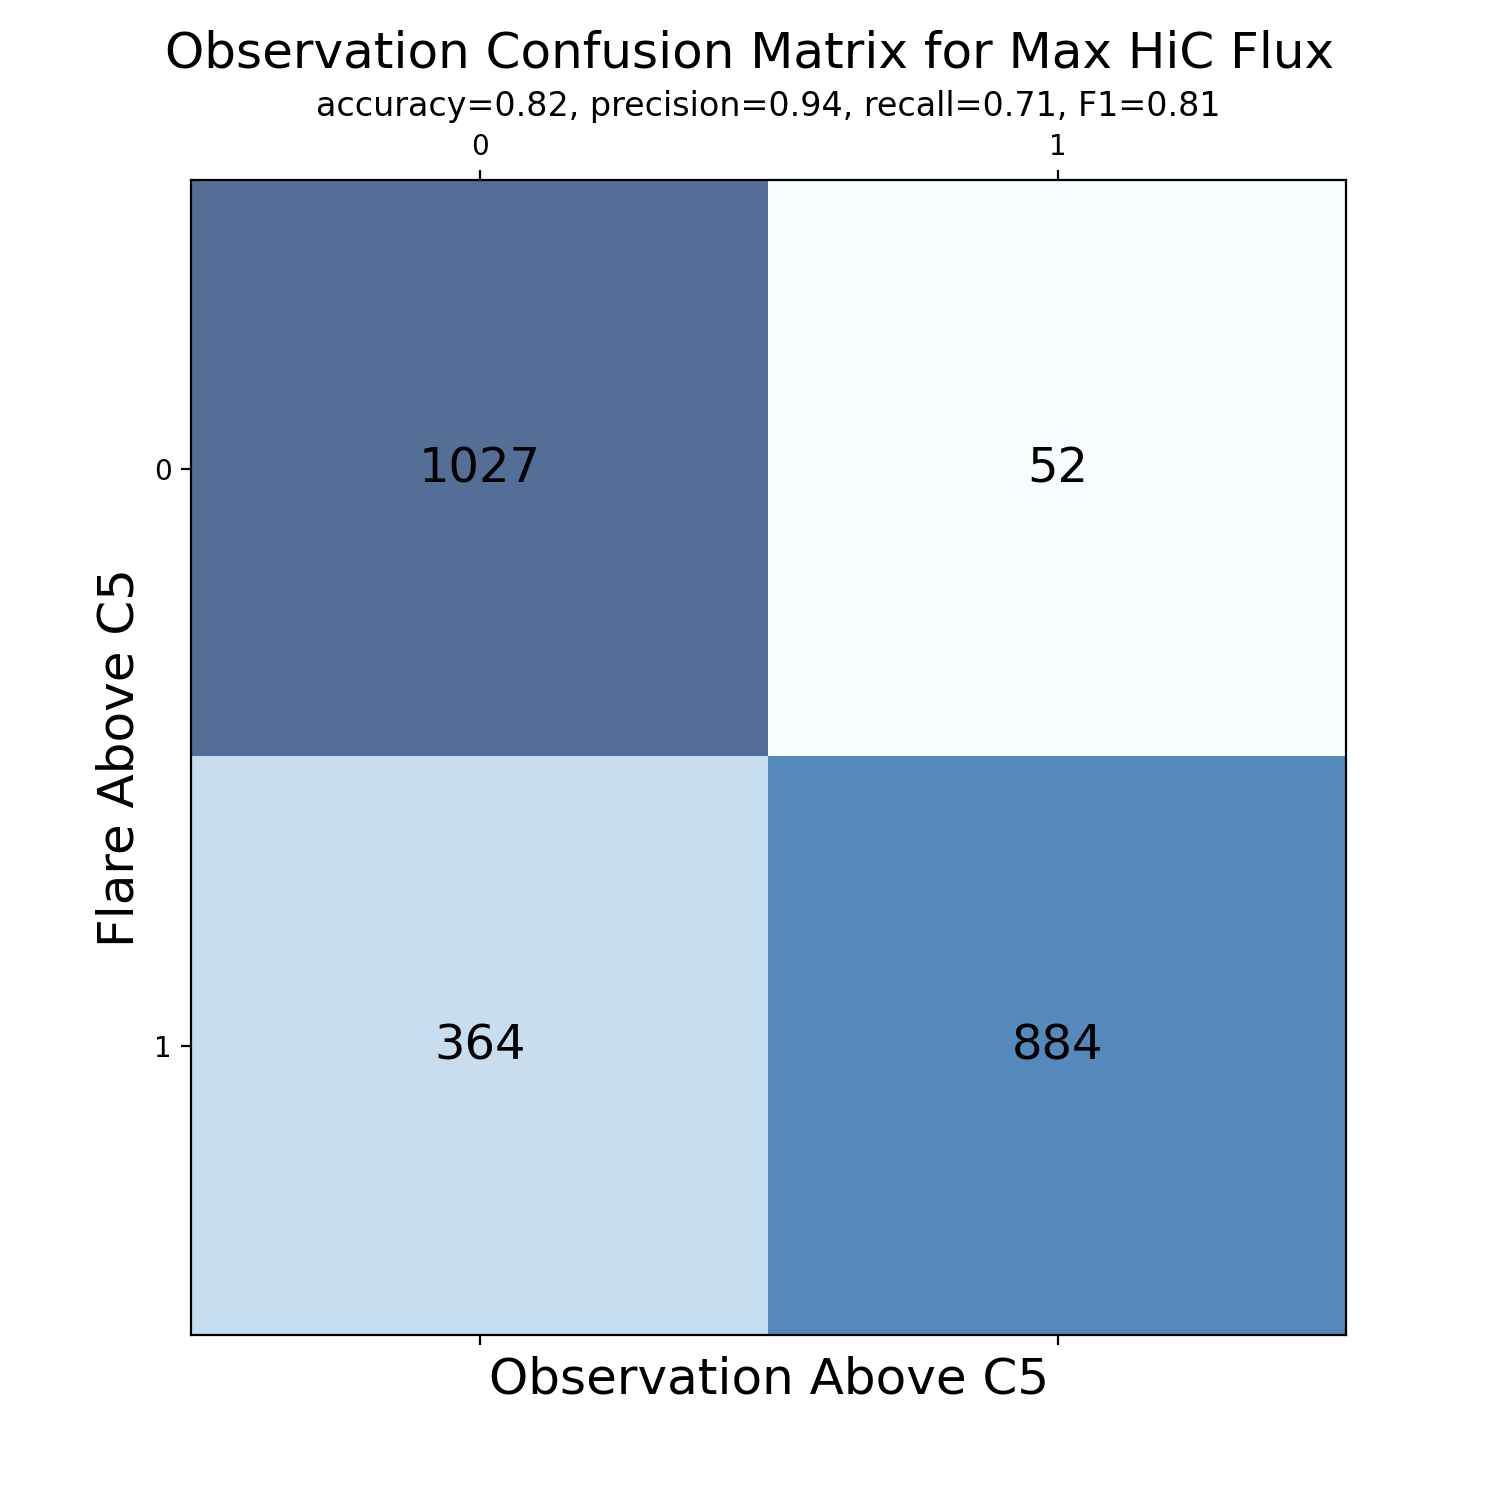 Observation Confusion Matrix for Max HiC Flux
accuracy=0.82, precision=0.94, recall=0.71, F1=0.81
0 1
0 1027 52
Flare Above C5
1 364 884
Observation Above C5